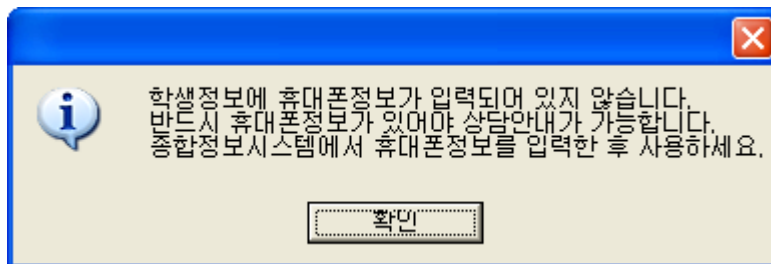 학생정보에 휴대폰정보가 입력되어 있지 않습니다.
반드시 휴대폰정보가 있어야 상담안내가 가능합니다.
종합정보시스템에서 휴대폰정보를 입력한 후 사용하세요.
확인